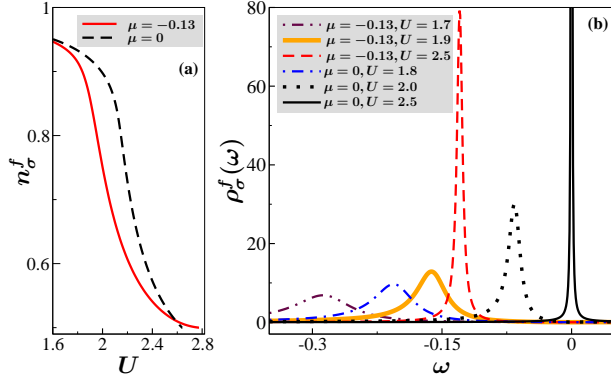 1
0.8
0.6
n_σ^f
1.6
2
2.4
2.8
U
μ = −0.13
μ = 0
(a)
80
60
40
20
0
ρ_σ^f(ω)
-0.3
-0.15
0
ω
μ = −0.13, U = 1.7
μ = −0.13, U = 1.9
μ = −0.13, U = 2.5
μ = 0, U = 1.8
μ = 0, U = 2.0
μ = 0, U = 2.5
(b)